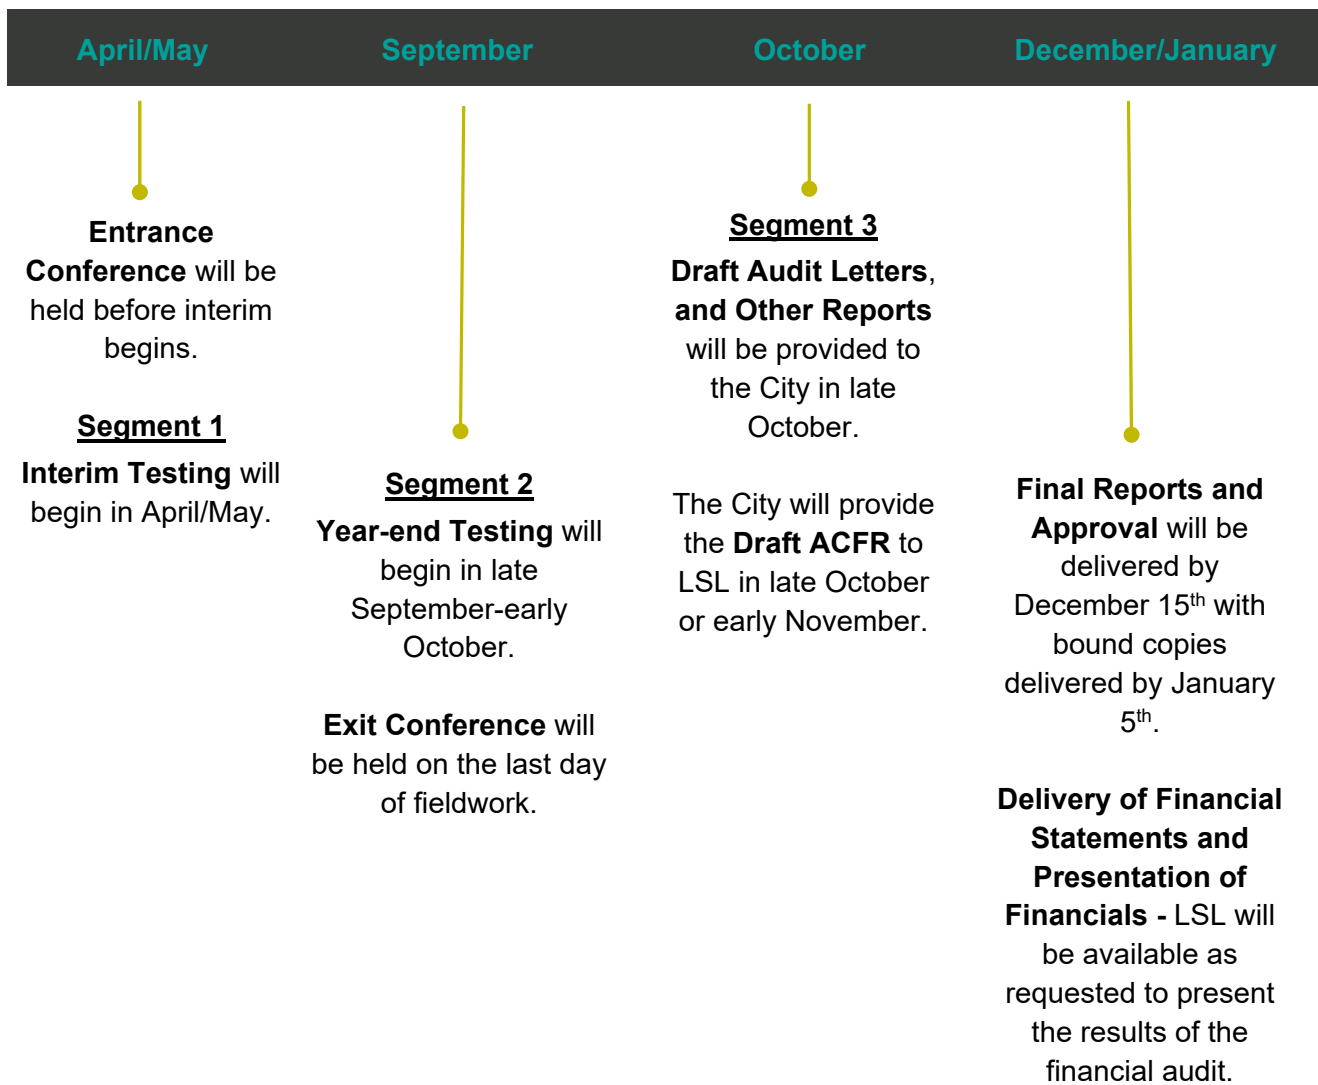 April/May
September
October
December/January
Entrance
Conference will be
held before interim
begins.
Segment 1
Interim Testing will
begin in April/May.
Segment 2
Year-end Testing will
begin in late
September-early
October.
Exit Conference will
be held on the last day
of fieldwork.
Segment 3
Draft Audit Letters,
and Other Reports
will be provided to
the City in late
October.
The City will provide
the Draft ACFR to
LSL in late October
or early November.
Final Reports and
Approval will be
delivered by
December 15th with
bound copies
delivered by January
5th.
Delivery of Financial
Statements and
Presentation of
Financials - LSL will
be available as
requested to present
the results of the
financial audit.